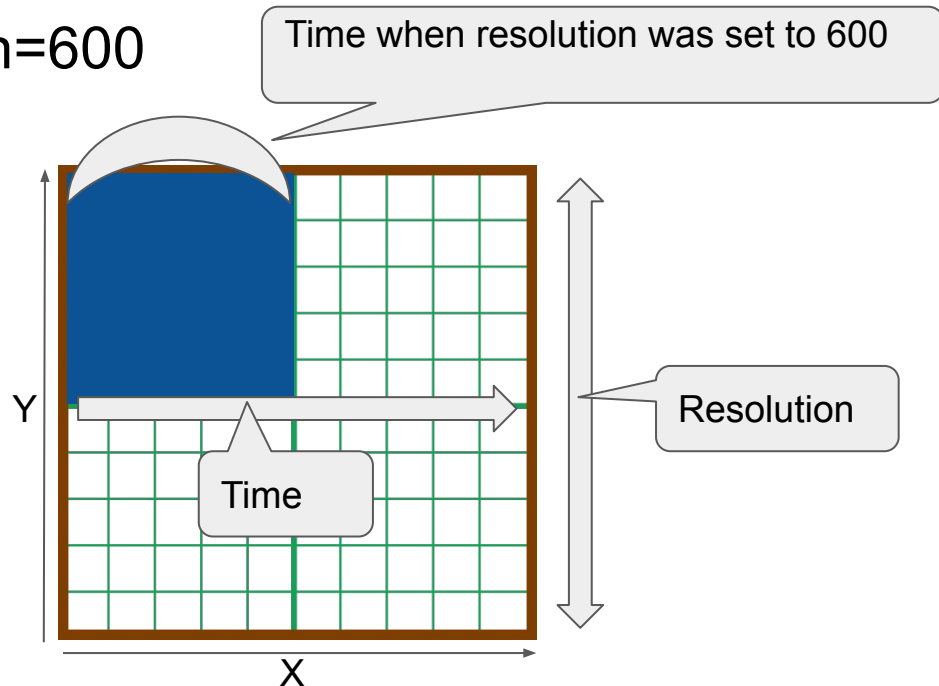 n=600
Time when resolution was set to 600
Y
Resolution
Time
X